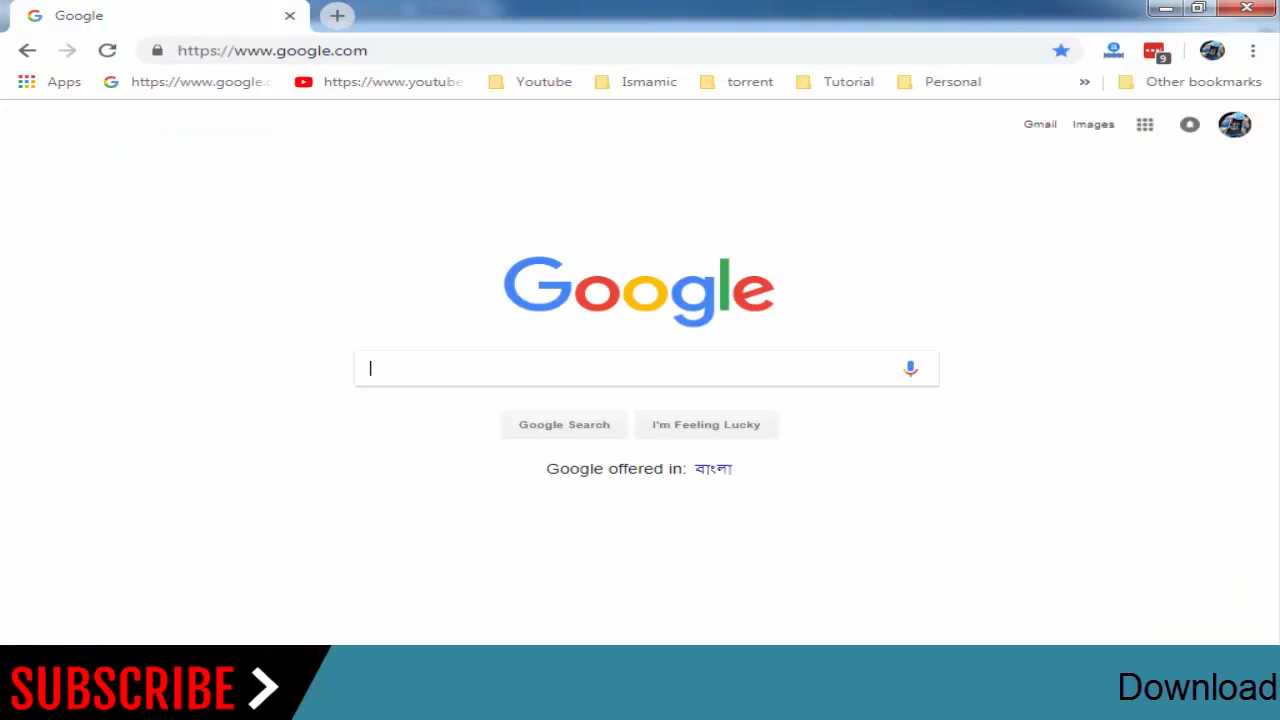 Google
https://www.google.com
Apps
https://www.google.c
https://www.youtube
Youtube
Ismamic
torrent
Tutorial
Personal
»
Other bookmarks
9
Gmail
Images
Google
Google Search
I'm Feeling Lucky
Google offered in: বাংলা
SUBSCRIBE
Download